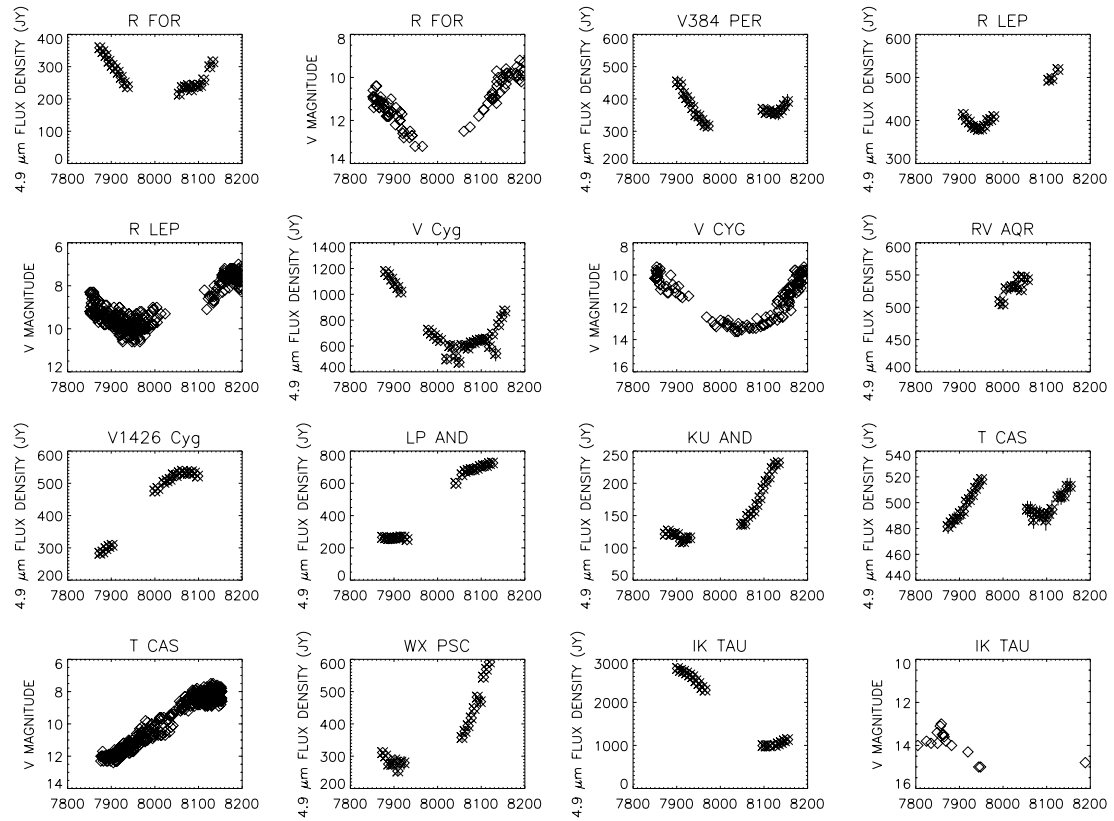 R FOR
4.9 μm FLUX DENSITY (JY)
400
300
200
100
0
7800 7900 8000 8100 8200
R FOR
V MAGNITUDE
8
10
12
14
7800 7900 8000 8100 8200
V384 PER
4.9 μm FLUX DENSITY (JY)
600
500
400
300
200
7800 7900 8000 8100 8200
R LEP
4.9 μm FLUX DENSITY (JY)
600
500
400
300
7800 7900 8000 8100 8200
R LEP
V MAGNITUDE
6
8
10
12
7800 7900 8000 8100 8200
V Cyg
4.9 μm FLUX DENSITY (JY)
1400
1200
1000
800
600
400
7800 7900 8000 8100 8200
V CYG
V MAGNITUDE
8
10
12
14
16
7800 7900 8000 8100 8200
RV AQR
4.9 μm FLUX DENSITY (JY)
600
550
500
450
400
7800 7900 8000 8100 8200
V1426 Cyg
4.9 μm FLUX DENSITY (JY)
600
500
400
300
200
7800 7900 8000 8100 8200
LP AND
4.9 μm FLUX DENSITY (JY)
800
600
400
200
0
7800 7900 8000 8100 8200
KU AND
4.9 μm FLUX DENSITY (JY)
250
200
150
100
50
7800 7900 8000 8100 8200
T CAS
4.9 μm FLUX DENSITY (JY)
540
520
500
480
460
440
7800 7900 8000 8100 8200
T CAS
V MAGNITUDE
6
8
10
12
14
7800 7900 8000 8100 8200
WX PSC
4.9 μm FLUX DENSITY (JY)
600
500
400
300
200
7800 7900 8000 8100 8200
IK TAU
4.9 μm FLUX DENSITY (JY)
3000
2000
1000
0
7800 7900 8000 8100 8200
IK TAU
V MAGNITUDE
10
12
14
16
7800 7900 8000 8100 8200